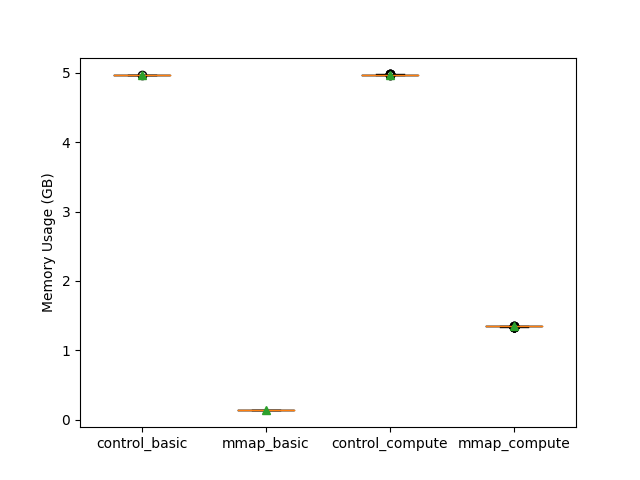 5
4
3
2
1
0
Memory Usage (GB)
control_basic
mmap_basic
control_compute
mmap_compute